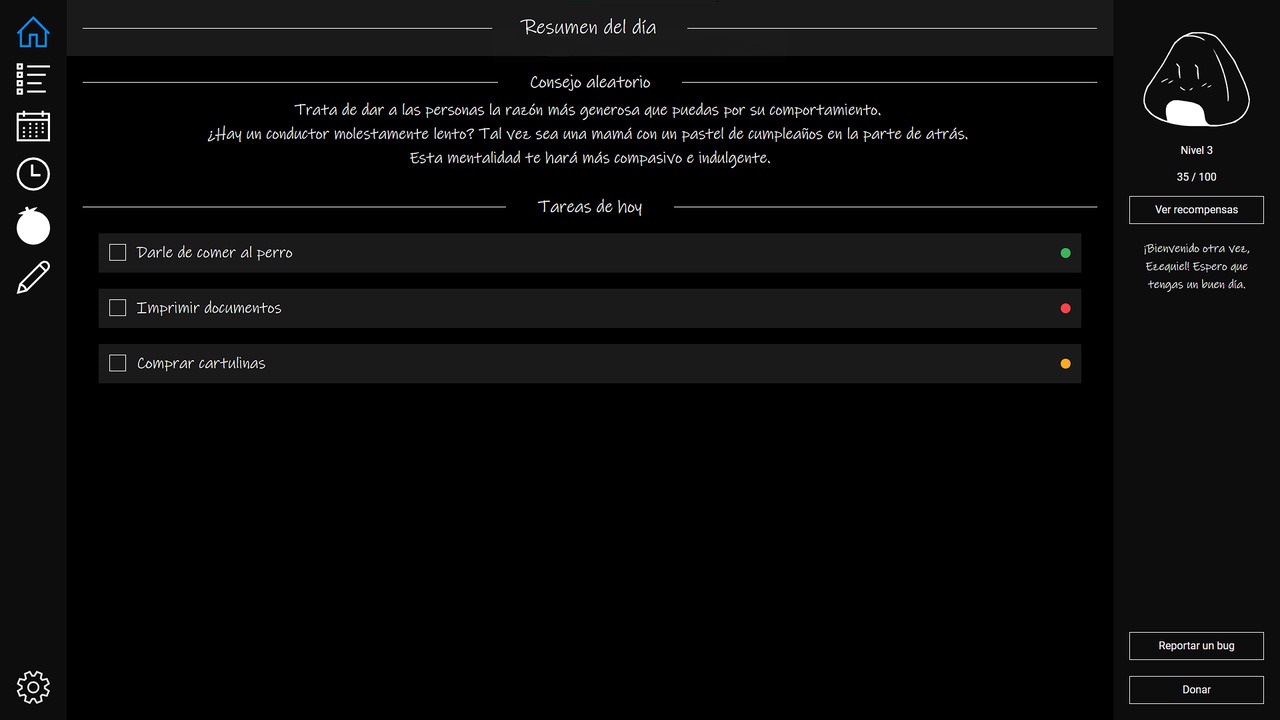 Resumen del día
Consejo aleatorio
Trata de dar a las personas la razón más generosa que puedas por su comportamiento.
¿Hay un conductor molestamente lento? Tal vez sea una mamá con un pastel de cumpleaños en la parte de atrás.
Esta mentalidad te hará más compasivo e indulgente.
Tareas de hoy
Darle de comer al perro
Imprimir documentos
Comprar cartulinas
Nivel 3
35 / 100
Ver recompensas
¡Bienvenido otra vez,
Ezequiel! Espero que
tengas un buen día.
Reportar un bug
Donar